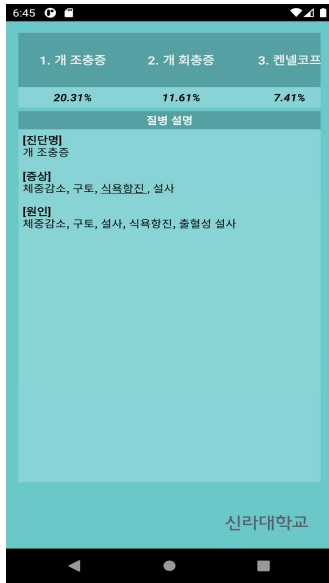 6:45
1. 개 조충증 2. 개 회충증 3. 켄넬코프
20.31% 11.61% 7.41%
질병 설명
[진단명]
개 조충증
[증상]
체중감소, 구토, 식욕항진, 설사
[원인]
체중감소, 구토, 설사, 식욕항진, 출혈성 설사
신라대학교